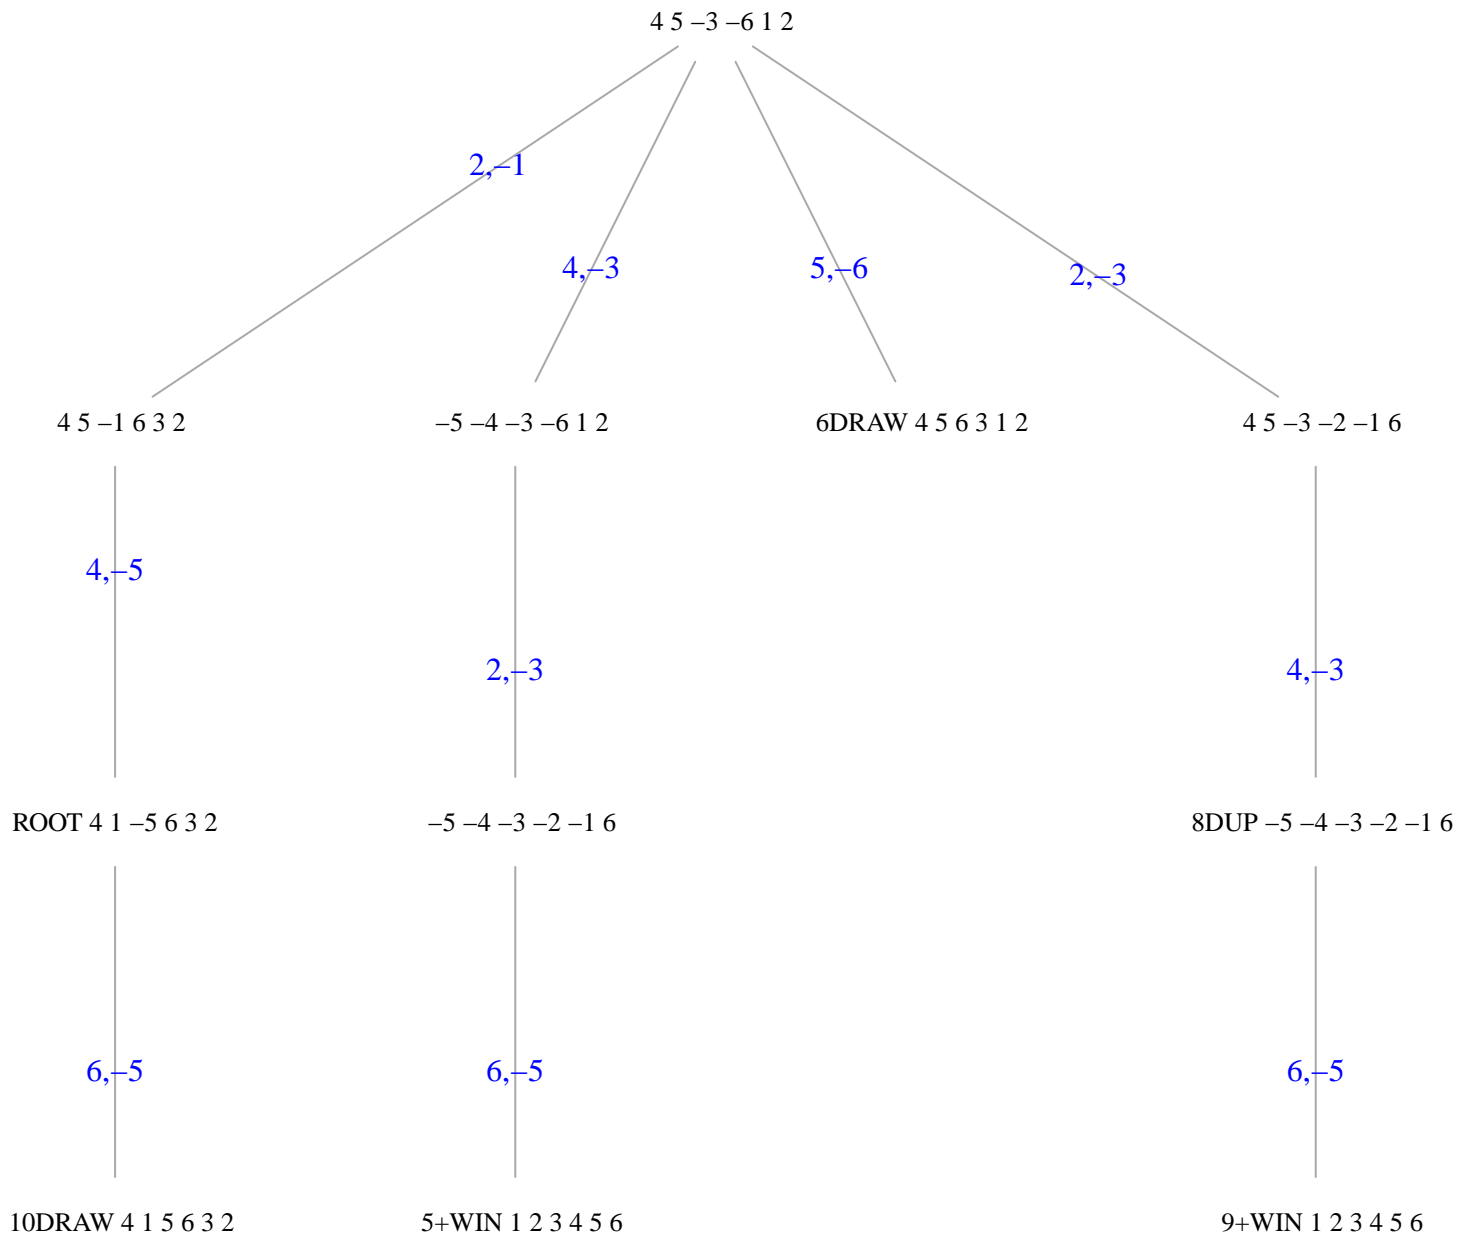 4 5 –3 –6 1 2
2,–1
4,–3
5,–6
2,–3
4 5 –1 6 3 2
–5 –4 –3 –6 1 2
6DRAW 4 5 6 3 1 2
4 5 –3 –2 –1 6
4,–5
2,–3
4,–3
ROOT 4 1 –5 6 3 2
–5 –4 –3 –2 –1 6
8DUP –5 –4 –3 –2 –1 6
6,–5
6,–5
6,–5
10DRAW 4 1 5 6 3 2
5+WIN 1 2 3 4 5 6
9+WIN 1 2 3 4 5 6